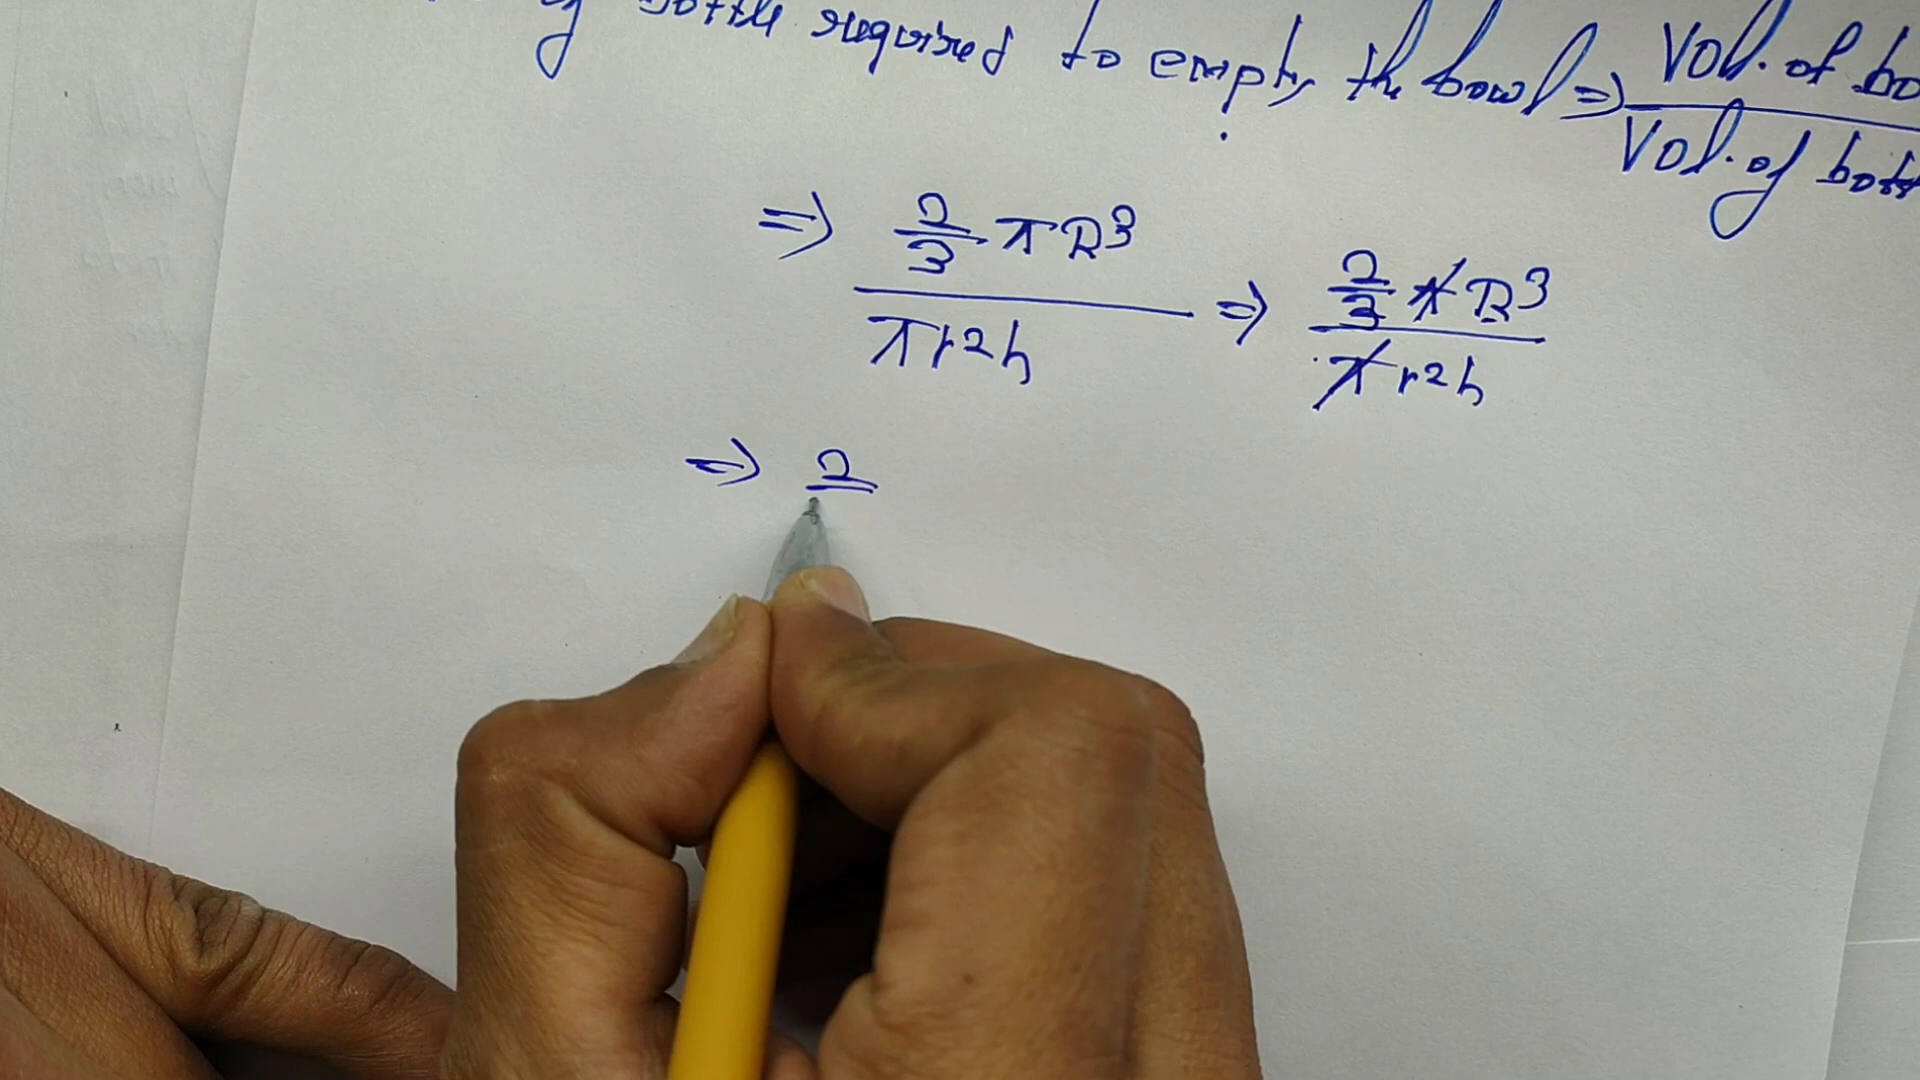 of bottle required to empty the bowl ⇒ Vol. of bo
Vol. of bott
⇒ 2/3 πR³ / πr²h ⇒ 2/3 πR³ / πr²h
⇒ 2